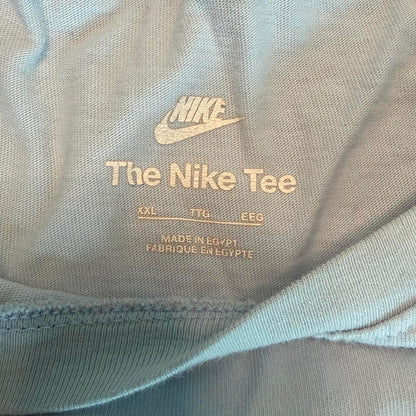 NIKE
The Nike Tee
XXL TTG EEG
MADE IN EGYPT
FABRIQUE EN EGYPTE